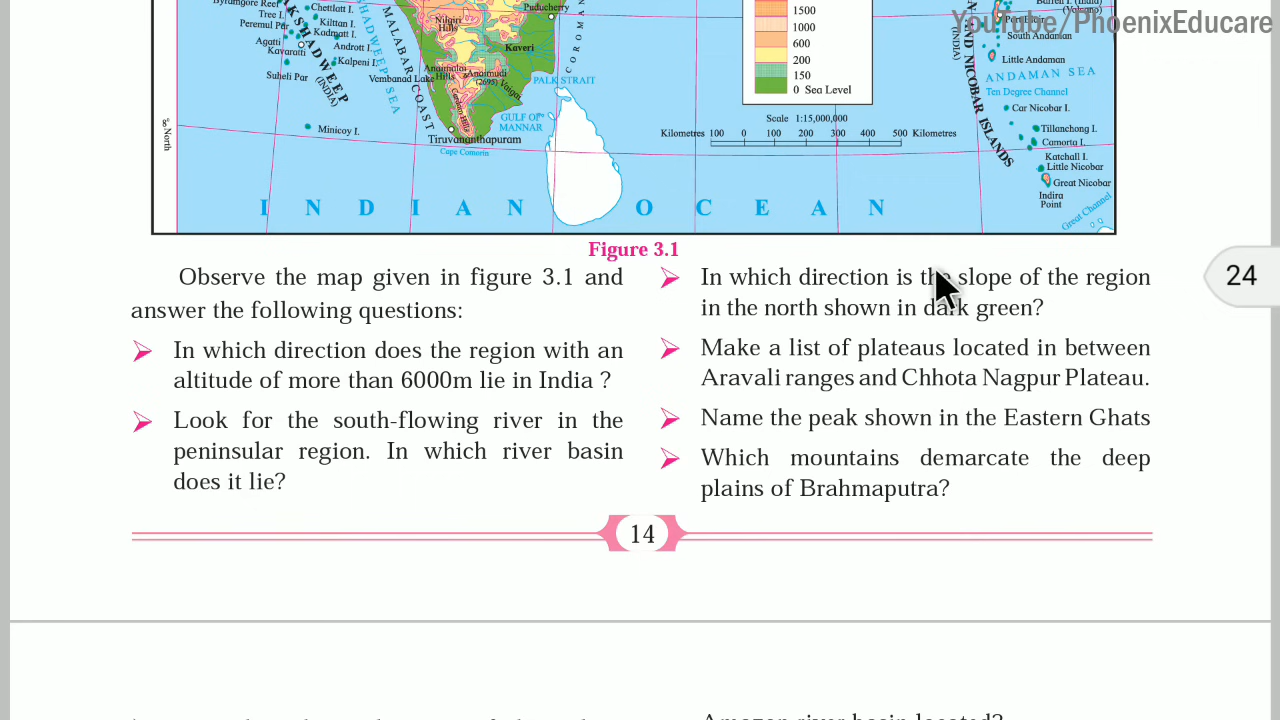 YouTube/PhoenixEducare
Byramgore Reef
Chetlatt I.
Tree I.
Kiltan I.
Peremul Par
Kadmatt I.
Agatti
Andrott I.
Kavaratti
Kalpeni I.
Suheli Par
(INDIA)
Minicoy I.
8° North
MALABAR COAST
Nilgiri
Hills
Puducherry
Kaveri
Anaimalai
Hills
Anaimudi
(2695)
Vaigai
Vembanad Lake
Cardam Hills
PALK STRAIT
GULF OF
MANNAR
Tiruvananthapuram
Cape Comorin
1500
1000
600
200
150
0 Sea Level
Scale 1:15,000,000
Kilometres 100 0 100 200 300 400 500 Kilometres
Barren I. (India)
(Volcano)
Port Blair
South Andaman
(INDIA)
Little Andaman
ANDAMAN SEA
Ten Degree Channel
Car Nicobar I.
Tillanchong I.
Camorta I.
Katchall I.
Little Nicobar
Great Nicobar
Indira
Point
Great Channel
AND NICOBAR ISLANDS
INDIAN OCEAN
Figure 3.1
Observe the map given in figure 3.1 and
answer the following questions:
In which direction does the region with an
altitude of more than 6000m lie in India ?
Look for the south-flowing river in the
peninsular region. In which river basin
does it lie?
In which direction is the slope of the region
in the north shown in dark green?
Make a list of plateaus located in between
Aravali ranges and Chhota Nagpur Plateau.
Name the peak shown in the Eastern Ghats
Which mountains demarcate the deep
plains of Brahmaputra?
24
14
Amazon river basin located?